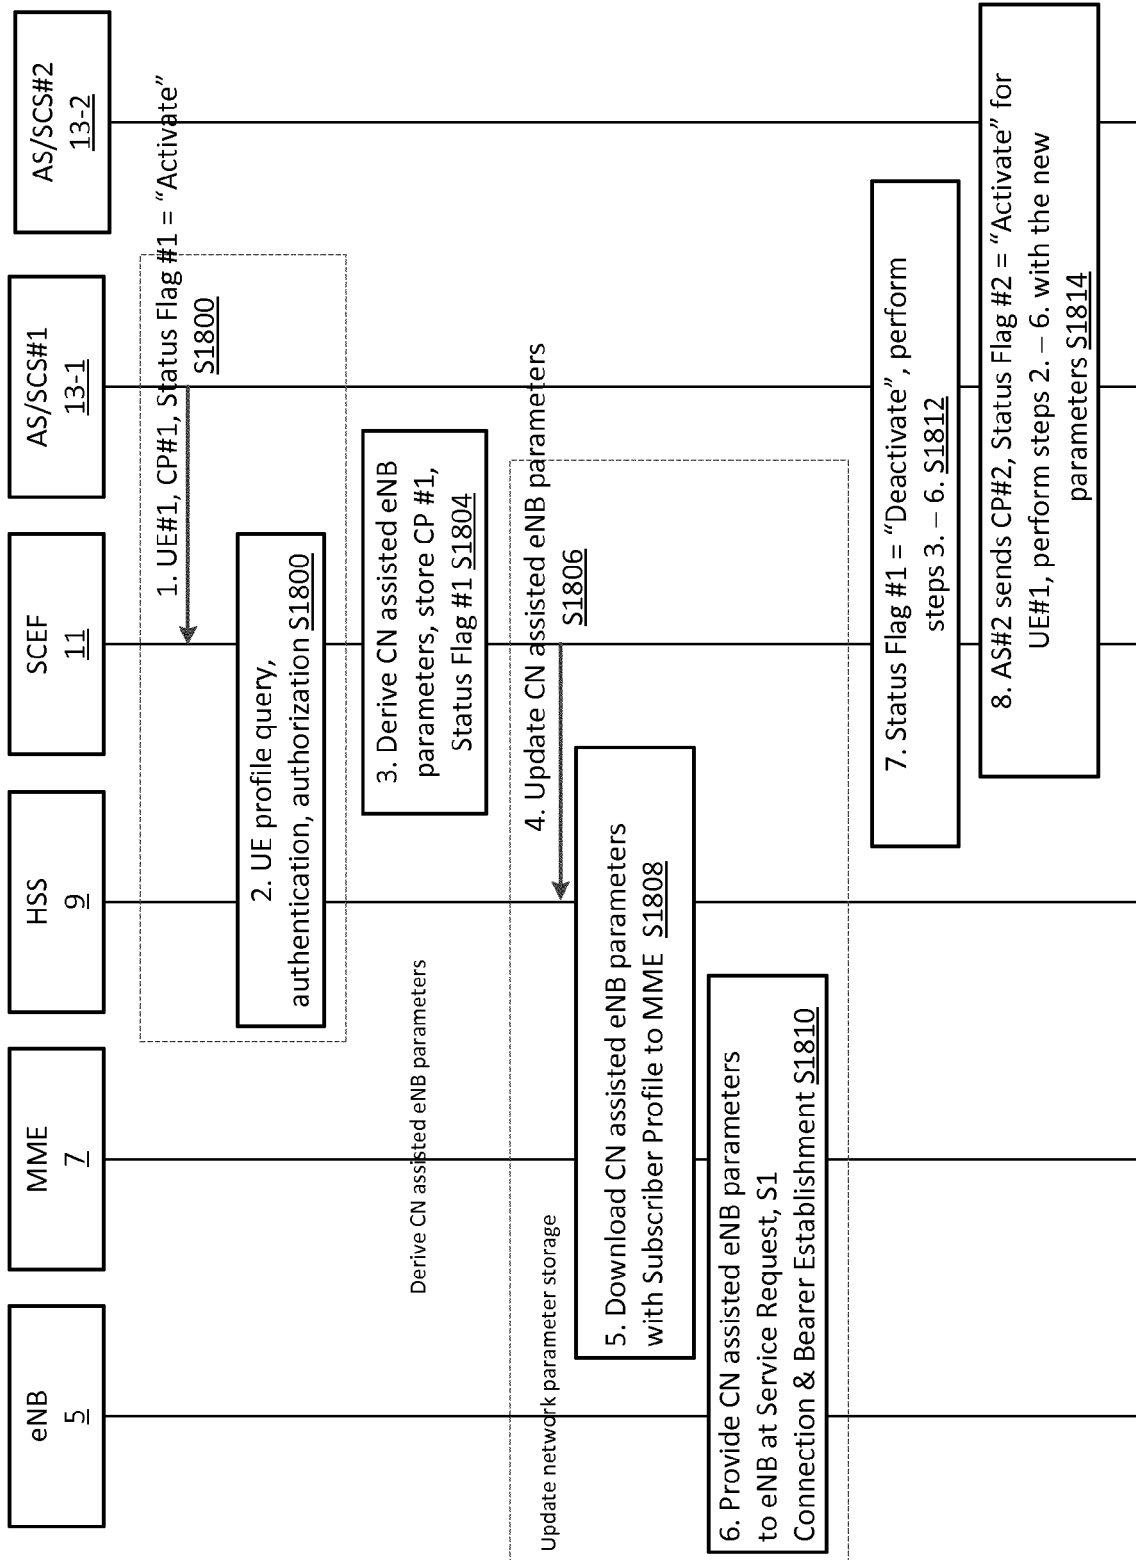 eNB
5
MME
7
HSS
9
SCEF
11
AS/SCS#1
13-1
AS/SCS#2
13-2
1. UE#1, CP#1, Status Flag #1 = “Activate”
S1800
2. UE profile query,
authentication, authorization S1800
3. Derive CN assisted eNB
parameters, store CP #1,
Status Flag #1 S1804
Derive CN assisted eNB parameters
4. Update CN assisted eNB parameters
S1806
Update network parameter storage
5. Download CN assisted eNB parameters
with Subscriber Profile to MME S1808
6. Provide CN assisted eNB parameters
to eNB at Service Request, S1
Connection & Bearer Establishment S1810
7. Status Flag #1 = “Deactivate”, perform
steps 3. – 6. S1812
8. AS#2 sends CP#2, Status Flag #2 = “Activate” for
UE#1, perform steps 2. – 6. with the new
parameters S1814